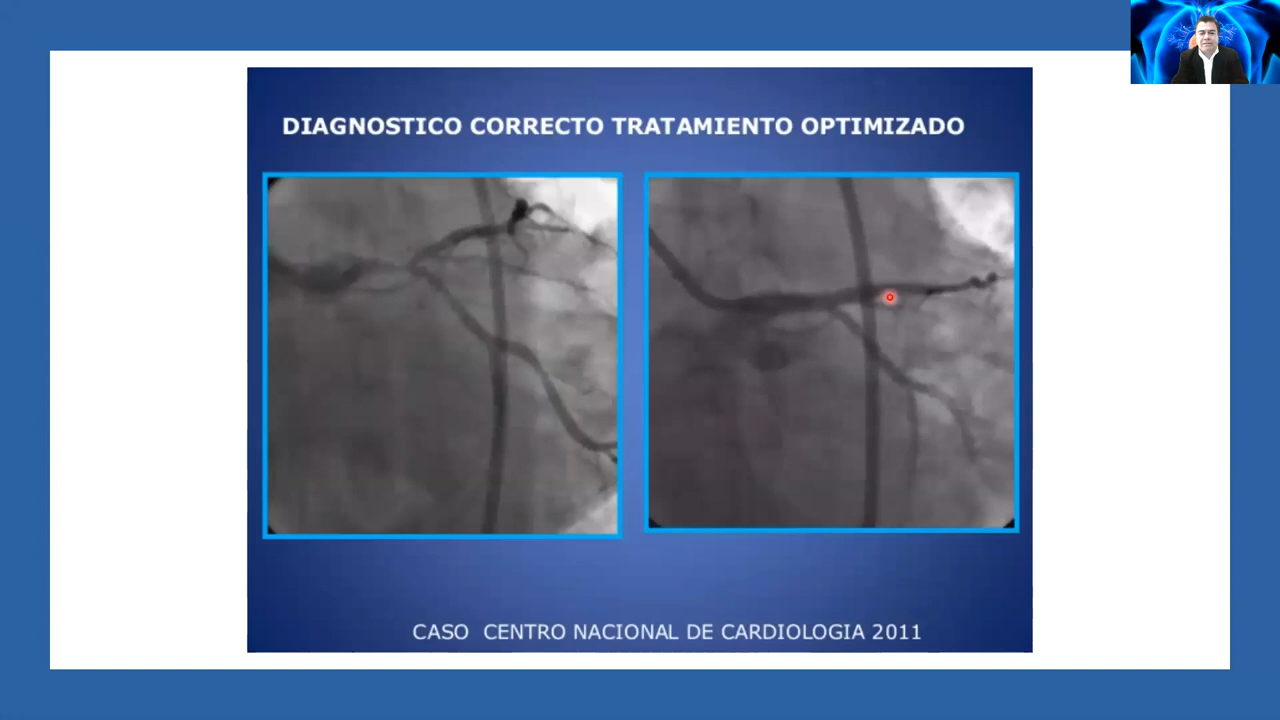 DIAGNOSTICO CORRECTO TRATAMIENTO OPTIMIZADO
CASO CENTRO NACIONAL DE CARDIOLOGIA 2011